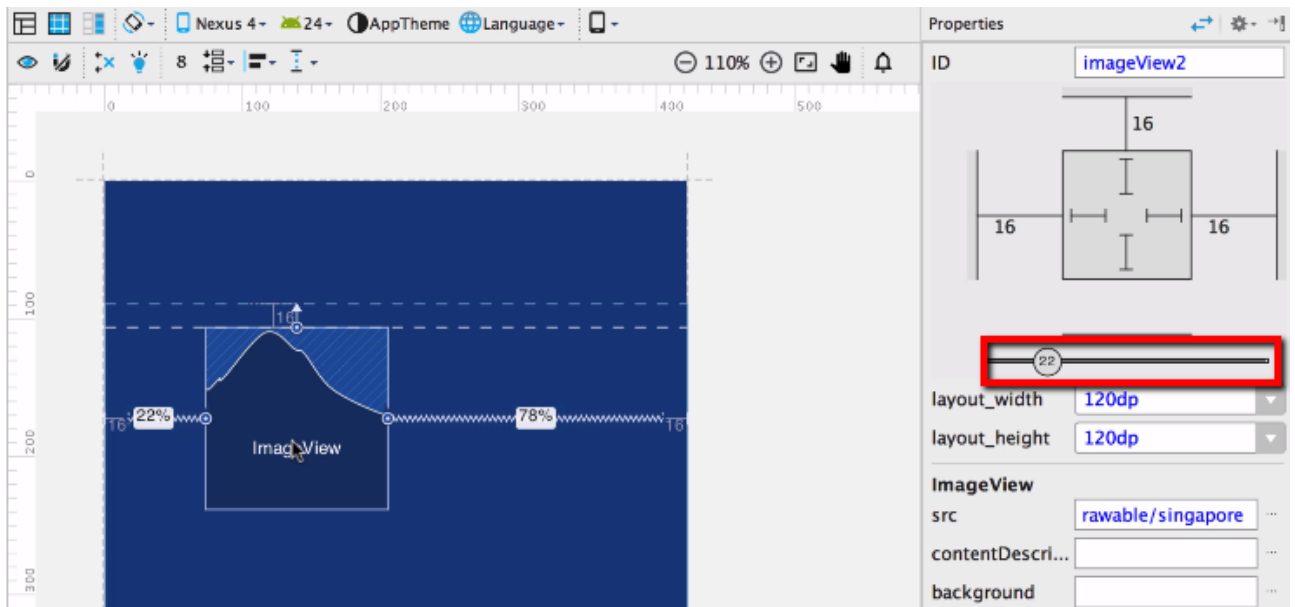 Nexus 4 24 AppTheme Language
Properties
8
110%
ID imageView2
0 100 200 300 400 500
16
0
16 16
100
16
22
22% 78%
16 16
layout_width 120dp
layout_height 120dp
200
ImageView
ImageView
src rawable/singapore
contentDescri...
300
background